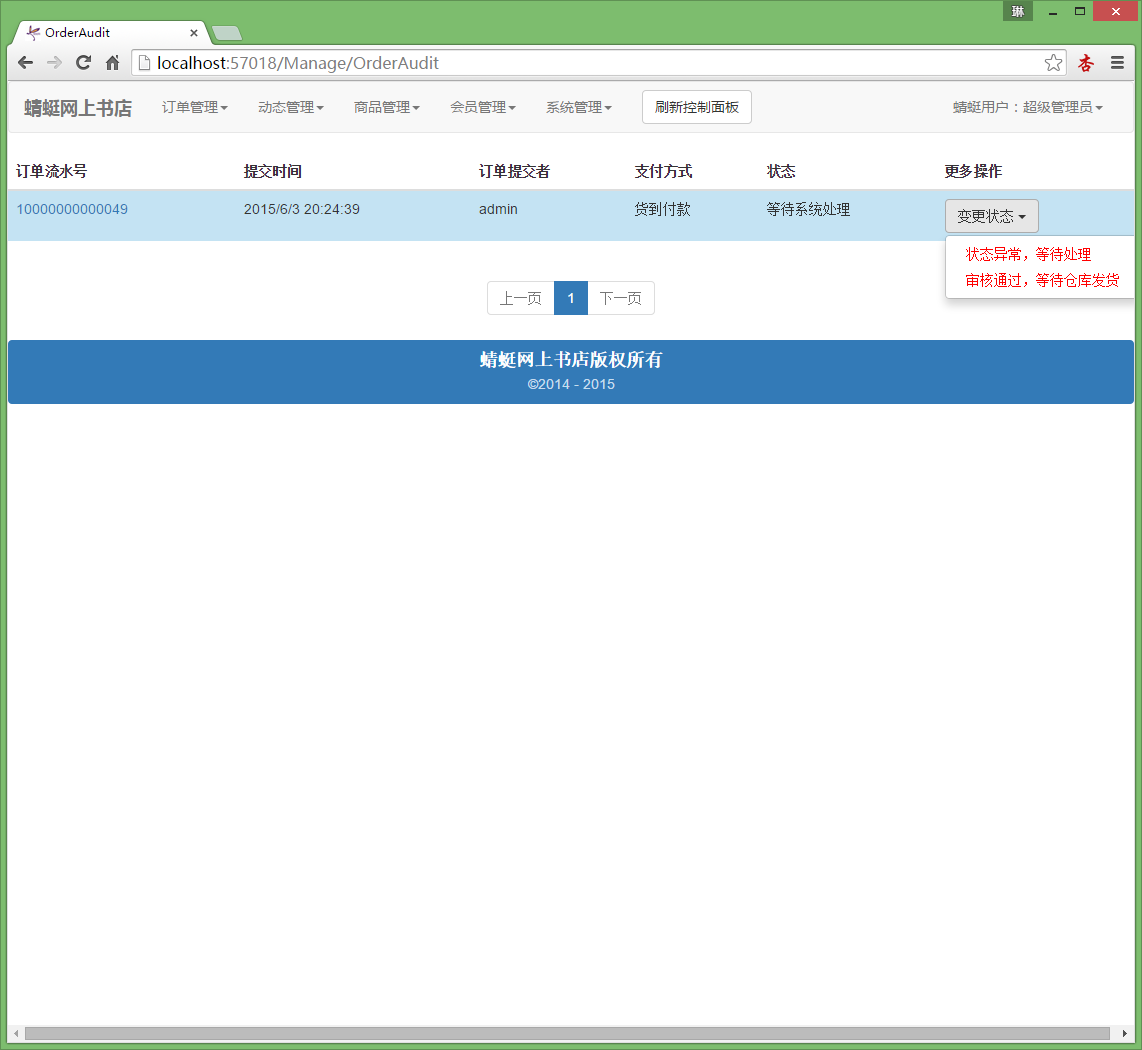 琳
OrderAudit
localhost:57018/Manage/OrderAudit
杏
蜻蜓网上书店 订单管理 动态管理 商品管理 会员管理 系统管理 刷新控制面板 蜻蜓用户：超级管理员
订单流水号 提交时间 订单提交者 支付方式 状态 更多操作
10000000000049 2015/6/3 20:24:39 admin 货到付款 等待系统处理 变更状态
状态异常，等待处理
审核通过，等待仓库发货
上一页 1 下一页
蜻蜓网上书店版权所有
©2014 - 2015